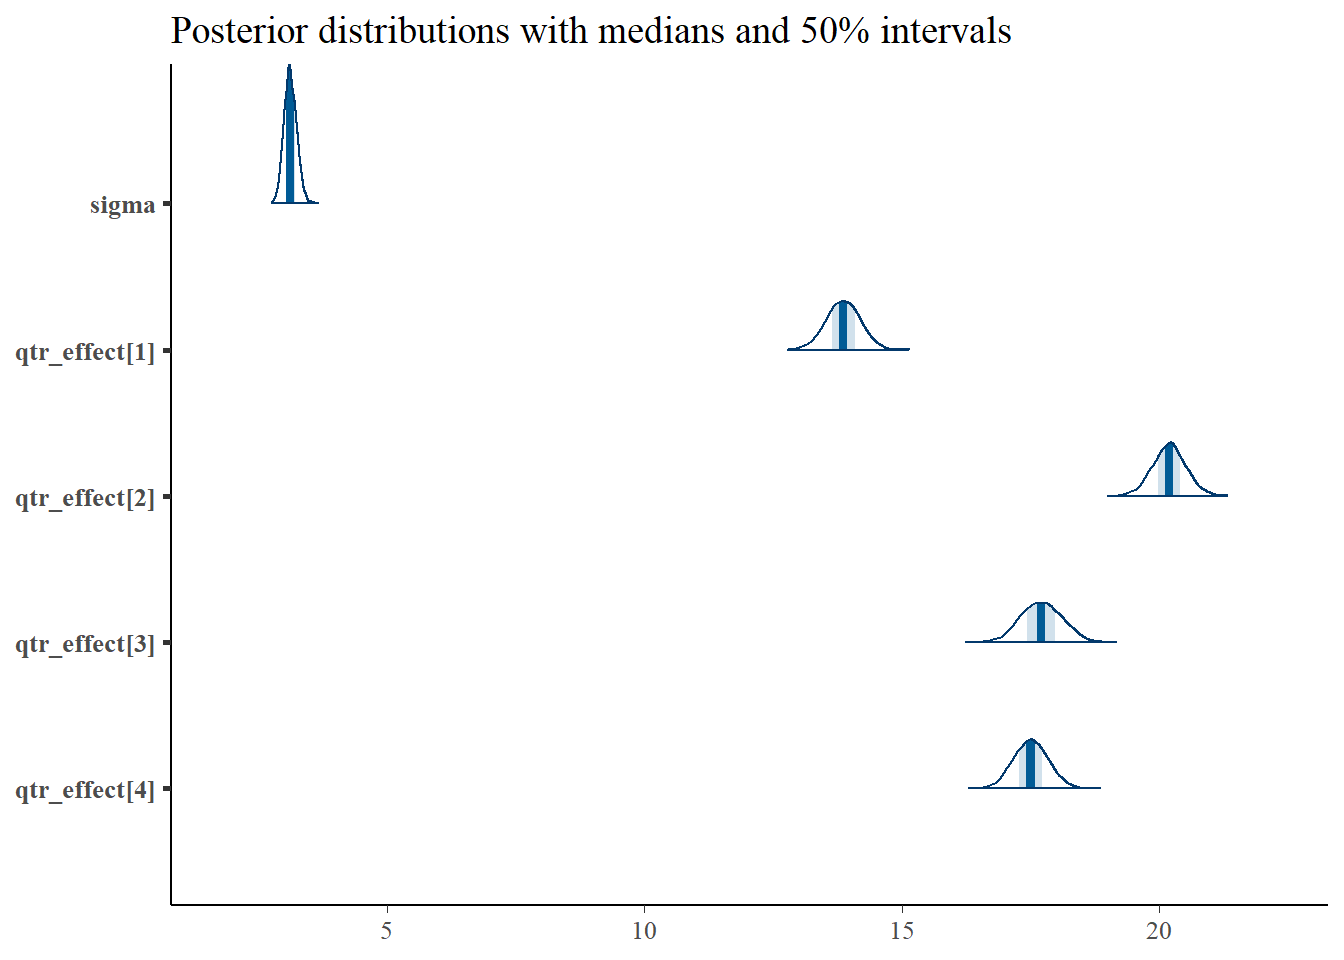 Posterior distributions with medians and 50% intervals
sigma
qtr_effect[1]
qtr_effect[2]
qtr_effect[3]
qtr_effect[4]
5 10 15 20